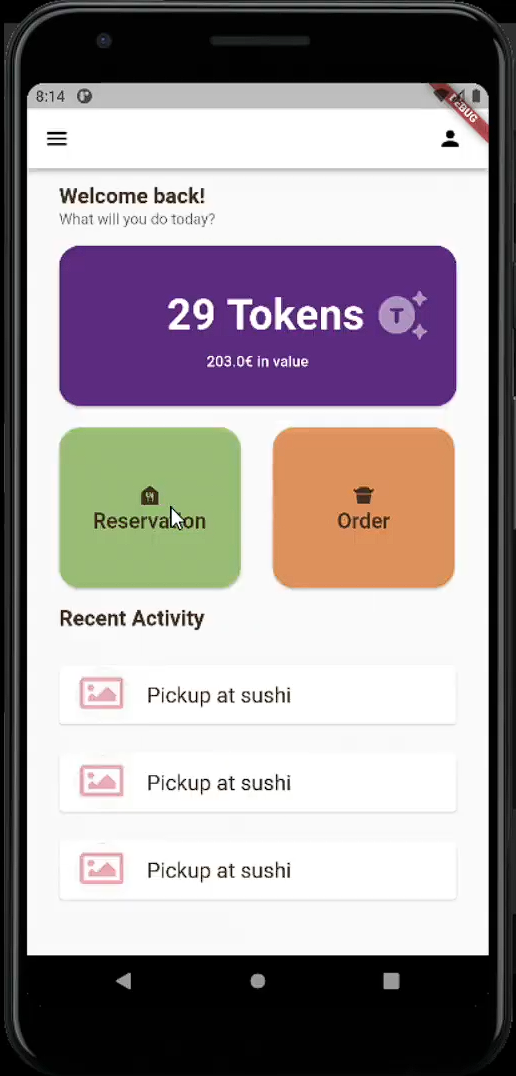 8:14
DEBUG
Welcome back!
What will you do today?
29 Tokens T
203.0€ in value
Reservation
Order
Recent Activity
Pickup at sushi
Pickup at sushi
Pickup at sushi